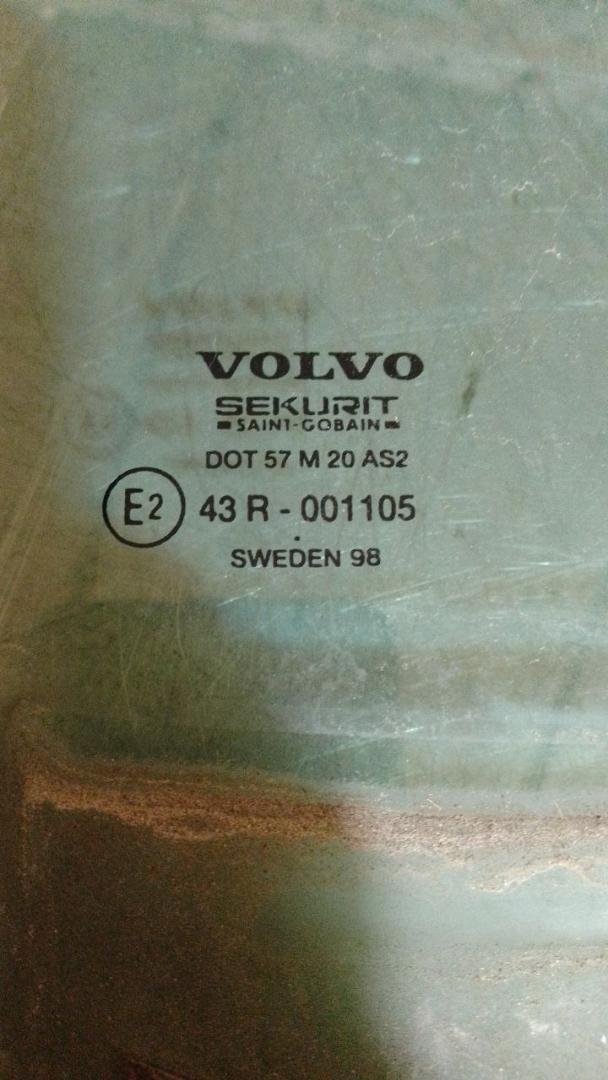 VOLVO
SEKURIT
SAINT-GOBAIN
DOT 57 M 20 AS2
E2 43 R - 001105
SWEDEN 98